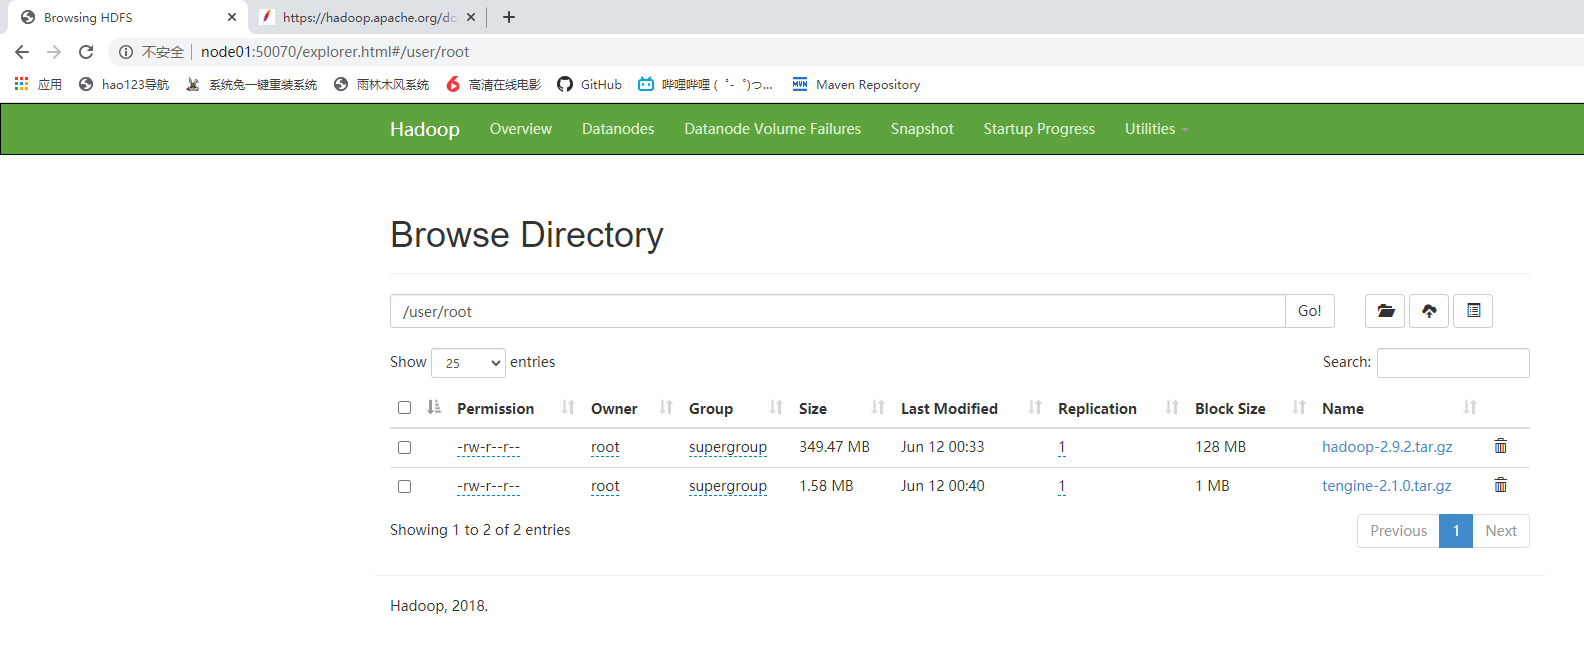 Browsing HDFS
https://hadoop.apache.org/do
不安全 | node01:50070/explorer.html#/user/root
应用 hao123导航 系统兔一键重装系统 雨林木风系统 高清在线电影 GitHub 哔哩哔哩 ( ゜- ゜)つ... MVN Maven Repository
Hadoop Overview Datanodes Datanode Volume Failures Snapshot Startup Progress Utilities
Browse Directory
/user/root Go!
Show 25 entries Search:
Permission Owner Group Size Last Modified Replication Block Size Name
-rw-r--r-- root supergroup 349.47 MB Jun 12 00:33 1 128 MB hadoop-2.9.2.tar.gz
-rw-r--r-- root supergroup 1.58 MB Jun 12 00:40 1 1 MB tengine-2.1.0.tar.gz
Showing 1 to 2 of 2 entries Previous 1 Next
Hadoop, 2018.